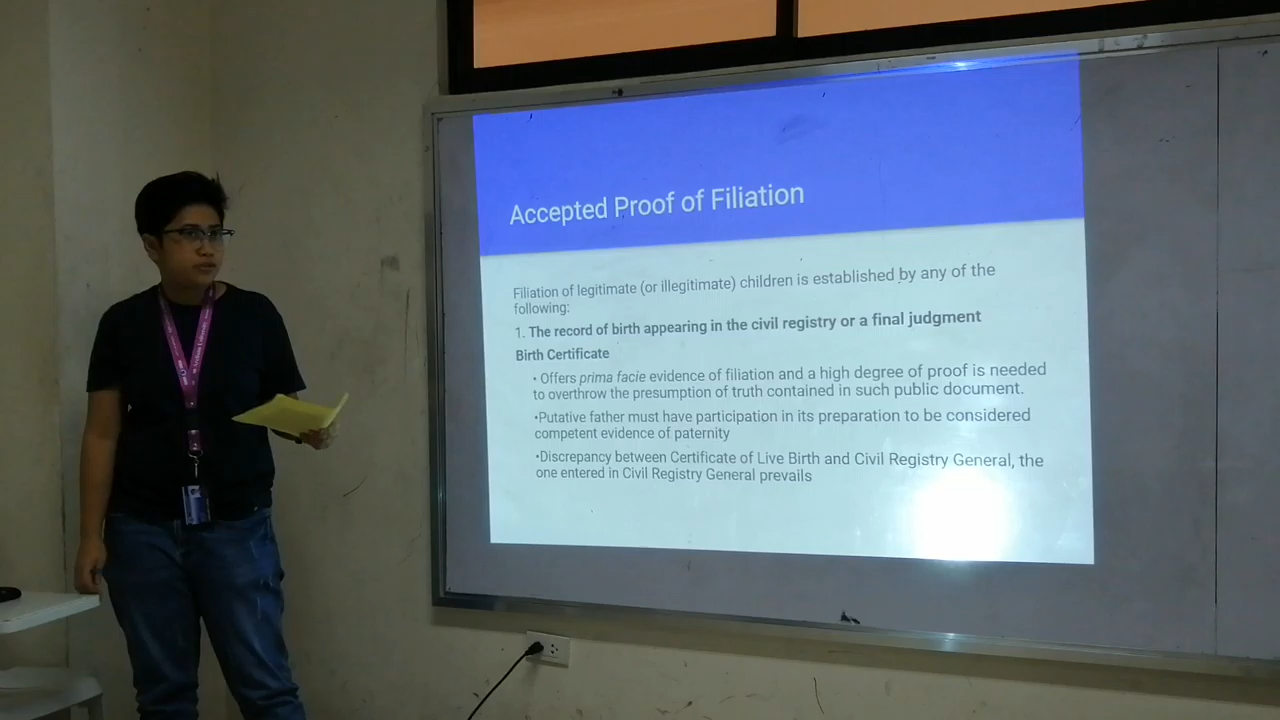 Accepted Proof of Filiation
Filiation of legitimate (or illegitimate) children is established by any of the
following:
1. The record of birth appearing in the civil registry or a final judgment
Birth Certificate
• Offers prima facie evidence of filiation and a high degree of proof is needed
to overthrow the presumption of truth contained in such public document.
•Putative father must have participation in its preparation to be considered
competent evidence of paternity
•Discrepancy between Certificate of Live Birth and Civil Registry General, the
one entered in Civil Registry General prevails